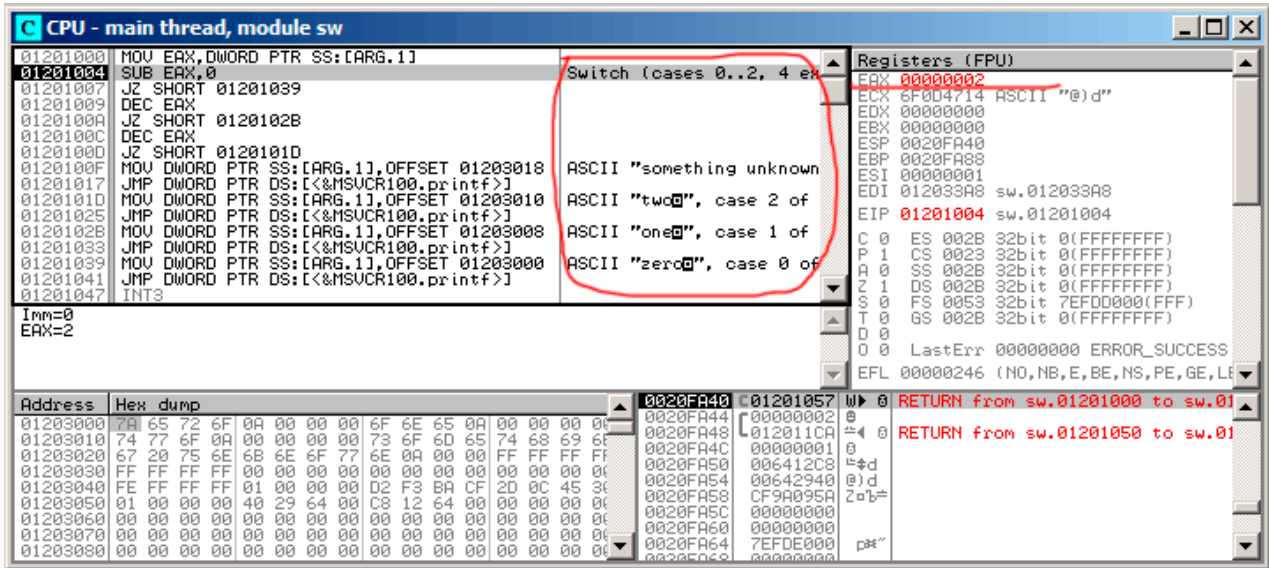 C CPU - main thread, module sw
01201000 MOV EAX,DWORD PTR SS:[ARG.1]
01201004 SUB EAX,0 Switch (cases 0..2, 4 ex
01201007 JZ SHORT 01201039
01201009 DEC EAX
0120100A JZ SHORT 0120102B
0120100C DEC EAX
0120100D JZ SHORT 0120101D
0120100F MOV DWORD PTR SS:[ARG.1],OFFSET 01203018 ASCII "something unknown
01201017 JMP DWORD PTR DS:[<&MSVCR100.printf>]
0120101D MOV DWORD PTR SS:[ARG.1],OFFSET 01203010 ASCII "two◙", case 2 of
01201025 JMP DWORD PTR DS:[<&MSVCR100.printf>]
0120102B MOV DWORD PTR SS:[ARG.1],OFFSET 01203008 ASCII "one◙", case 1 of
01201033 JMP DWORD PTR DS:[<&MSVCR100.printf>]
01201039 MOV DWORD PTR SS:[ARG.1],OFFSET 01203000 ASCII "zero◙", case 0 of
01201041 JMP DWORD PTR DS:[<&MSVCR100.printf>]
01201047 INT3
Imm=0
EAX=2
Registers (FPU)
EAX 00000002
ECX 6F0D4714 ASCII "@)d"
EDX 00000000
EBX 00000000
ESP 0020FA40
EBP 0020FA88
ESI 00000001
EDI 012033A8 sw.012033A8
EIP 01201004 sw.01201004
C 0 ES 002B 32bit 0(FFFFFFFF)
P 1 CS 0023 32bit 0(FFFFFFFF)
A 0 SS 002B 32bit 0(FFFFFFFF)
Z 1 DS 002B 32bit 0(FFFFFFFF)
S 0 FS 0053 32bit 7EFDD000(FFF)
T 0 GS 002B 32bit 0(FFFFFFFF)
D 0
O 0 LastErr 00000000 ERROR_SUCCESS
EFL 00000246 (NO,NB,E,BE,NS,PE,GE,LE
Address Hex dump
01203000 7A 65 72 6F 0A 00 00 00 6F 6E 65 0A 00 00 00
01203010 74 77 6F 0A 00 00 00 00 73 6F 6D 65 74 68 69
01203020 67 20 75 6E 6B 6E 6F 77 6E 0A 00 00 FF FF FF
01203030 FF FF FF FF 00 00 00 00 00 00 00 00 00 00 00
01203040 FE FF FF FF 01 00 00 00 D2 F3 BA CF 2D 0C 45
01203050 01 00 00 00 40 29 64 00 C8 12 64 00 00 00 00
01203060 00 00 00 00 00 00 00 00 00 00 00 00 00 00 00
01203070 00 00 00 00 00 00 00 00 00 00 00 00 00 00 00
01203080 00 00 00 00 00 00 00 00 00 00 00 00 00 00 00
0020FA40 01201057 RETURN from sw.01201000 to sw.01
0020FA44 00000002
0020FA48 012011CA RETURN from sw.01201050 to sw.01
0020FA4C 00000001
0020FA50 006412C8
0020FA54 00642940 @)d
0020FA58 CF9A095A
0020FA5C 00000000
0020FA60 00000000
0020FA64 7EFDE000
0020FA68 00000000